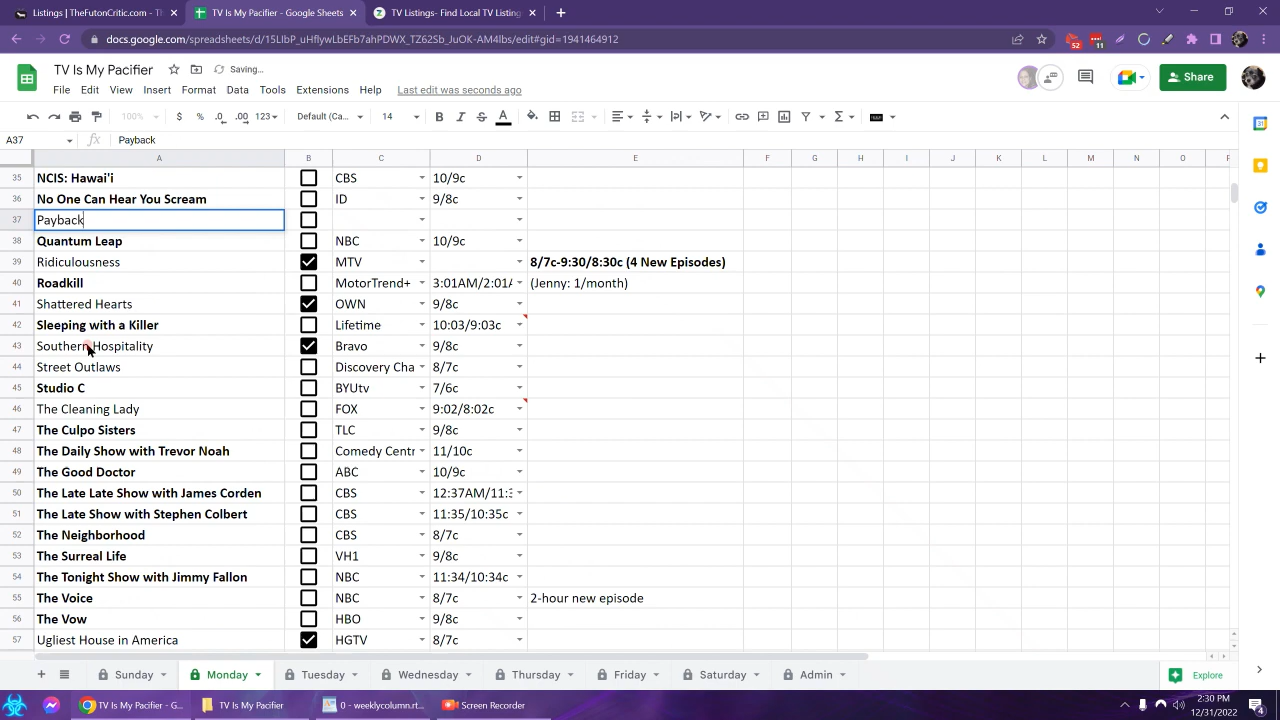 Listings | TheFutonCritic.com - Th
TV Is My Pacifier - Google Sheets
TV Listings- Find Local TV Listing
docs.google.com/spreadsheets/d/
edit#gid=1941464912
52 11
TV Is My Pacifier Saving...
File Edit View Insert Format Data Tools Extensions Help Last edit was seconds ago
Share
100% $ % .0 .00 123 Default (Ca... 14 B I S A
A37 fx Payback
A B C D E F G H I J K L M N O P
35 NCIS: Hawai'i CBS 10/9c
36 No One Can Hear You Scream ID 9/8c
37 Payback
38 Quantum Leap NBC 10/9c
39 Ridiculousness MTV 8/7c-9:30/8:30c (4 New Episodes)
40 Roadkill MotorTrend+ 3:01AM/2:01A (Jenny: 1/month)
41 Shattered Hearts OWN 9/8c
42 Sleeping with a Killer Lifetime 10:03/9:03c
43 Southern Hospitality Bravo 9/8c
44 Street Outlaws Discovery Cha 8/7c
45 Studio C BYUtv 7/6c
46 The Cleaning Lady FOX 9:02/8:02c
47 The Culpo Sisters TLC 9/8c
48 The Daily Show with Trevor Noah Comedy Centr 11/10c
49 The Good Doctor ABC 10/9c
50 The Late Late Show with James Corden CBS 12:37AM/11:3
51 The Late Show with Stephen Colbert CBS 11:35/10:35c
52 The Neighborhood CBS 8/7c
53 The Surreal Life VH1 9/8c
54 The Tonight Show with Jimmy Fallon NBC 11:34/10:34c
55 The Voice NBC 8/7c 2-hour new episode
56 The Vow HBO 9/8c
57 Ugliest House in America HGTV 8/7c
Sunday Monday Tuesday Wednesday Thursday Friday Saturday Admin Explore
TV Is My Pacifier - G... TV Is My Pacifier 0 - weeklycolumn.rt... Screen Recorder
2:30 PM
12/31/2022